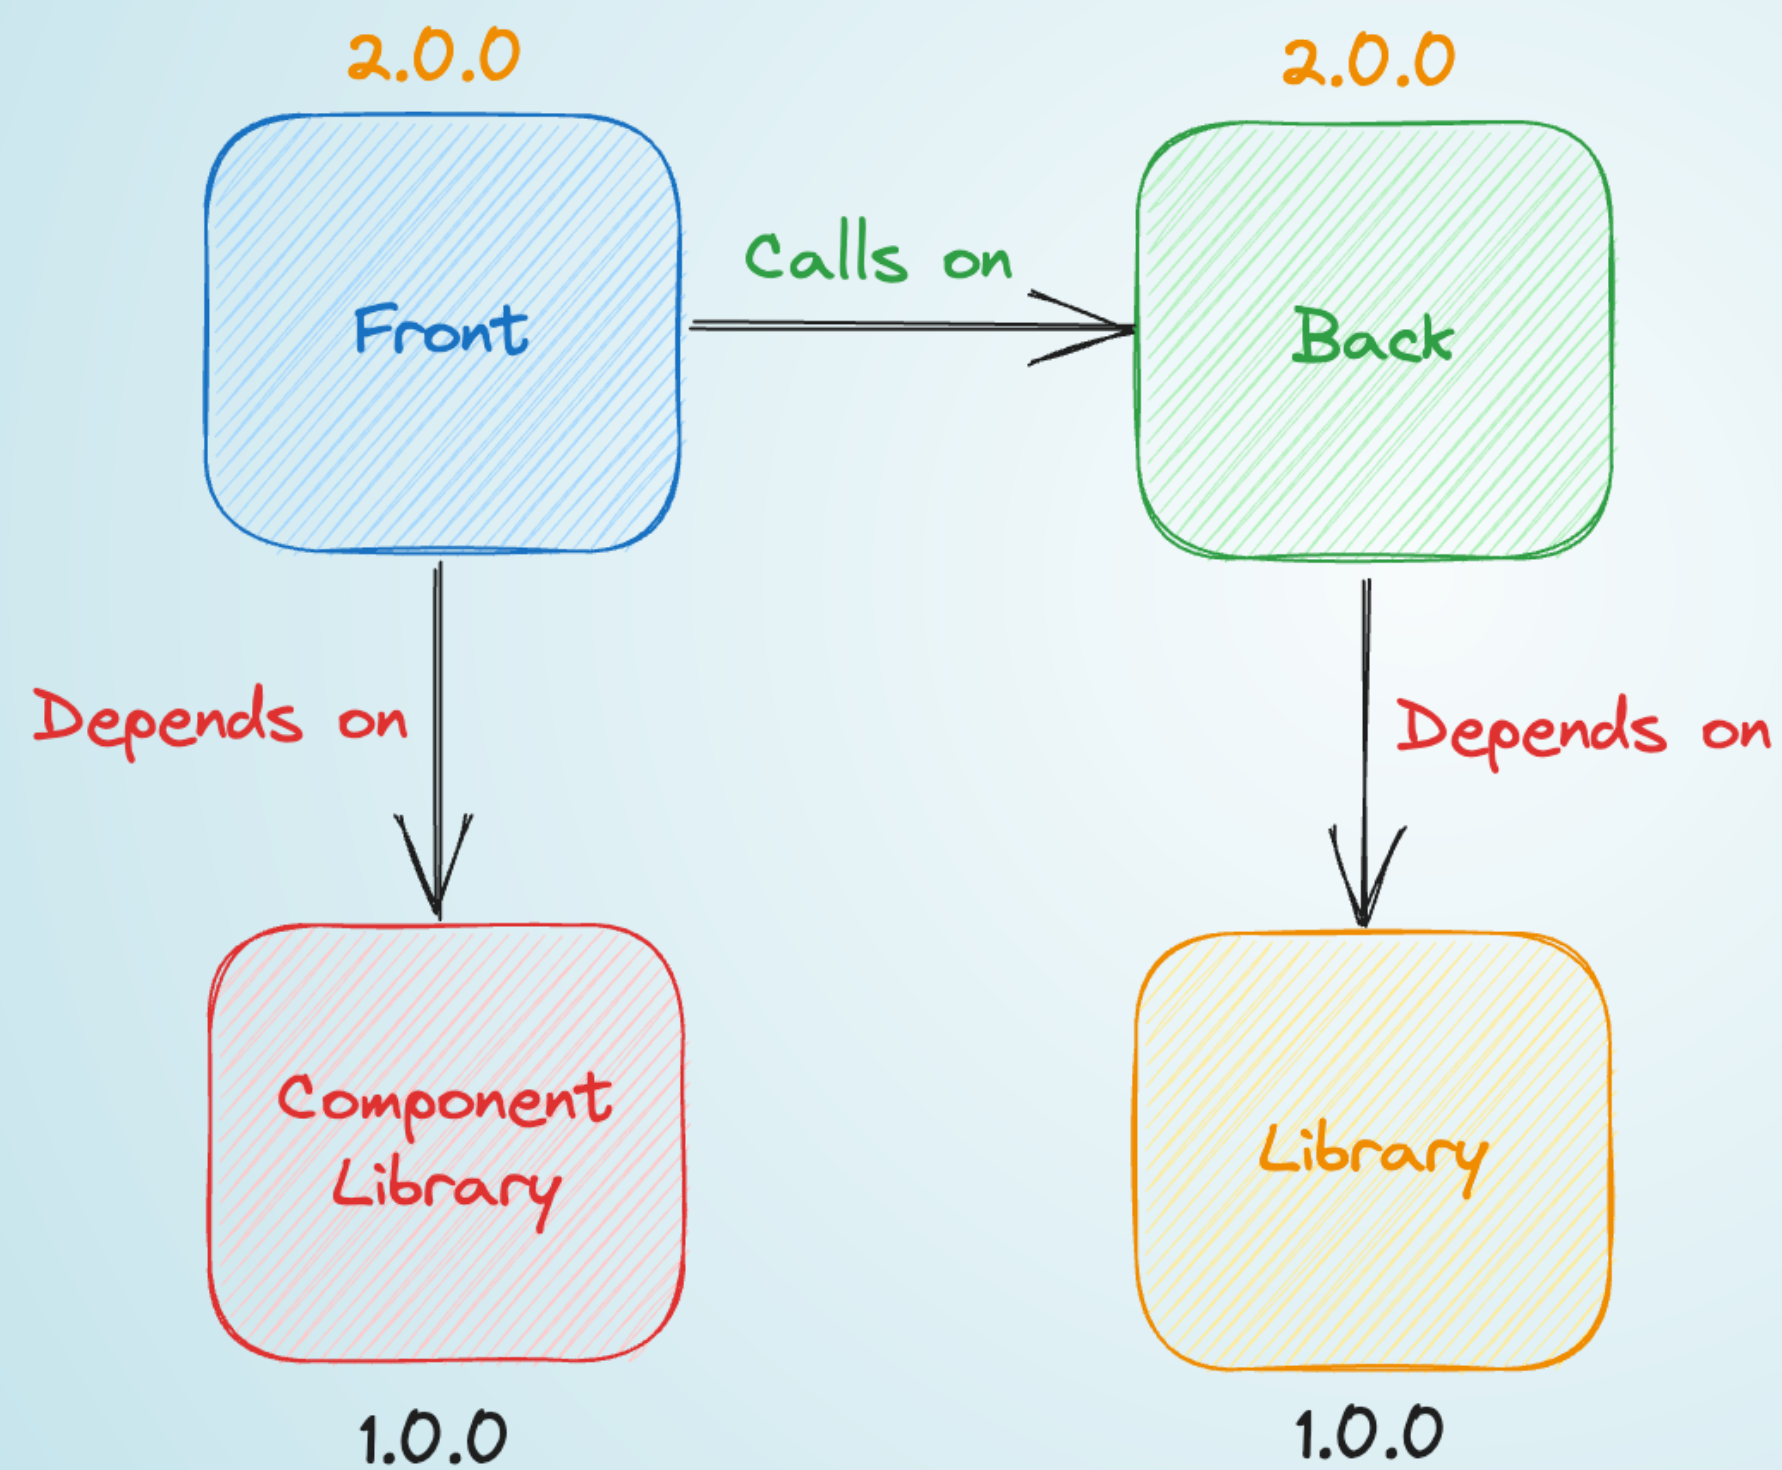 2.0.0
2.0.0
Front
Calls on
Back
Depends on
Depends on
Component
Library
Library
1.0.0
1.0.0